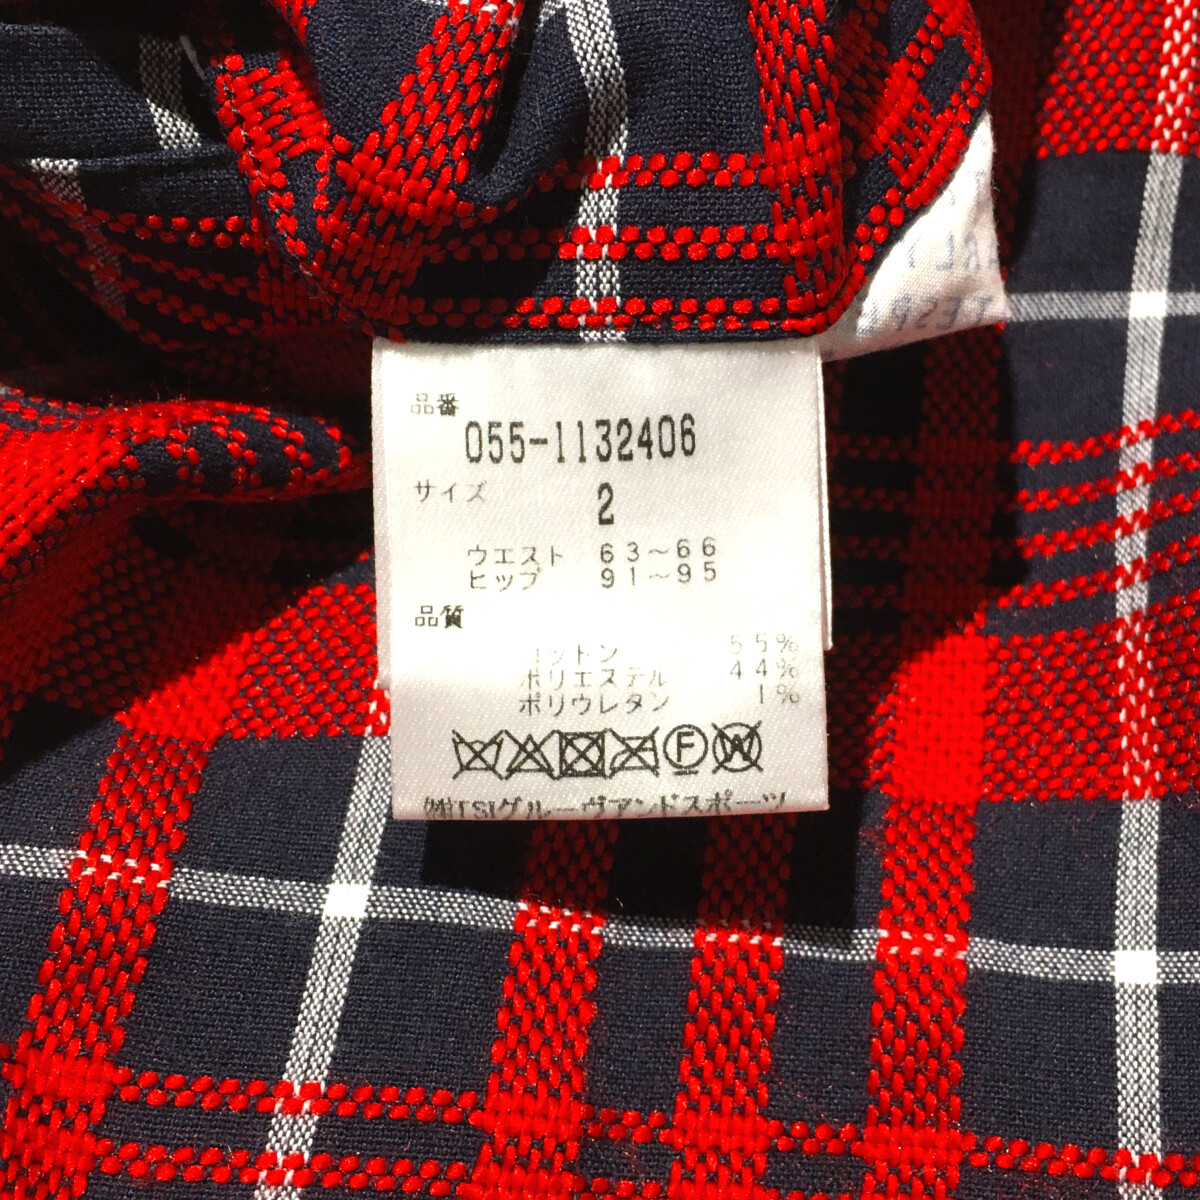 品番
055-1132406
サイズ 2
ウエスト 63～66
ヒップ 91～95
品質
コットン 55%
ポリエステル 44%
ポリウレタン 1%
F W
㈱TSIグルーヴアンドスポーツ